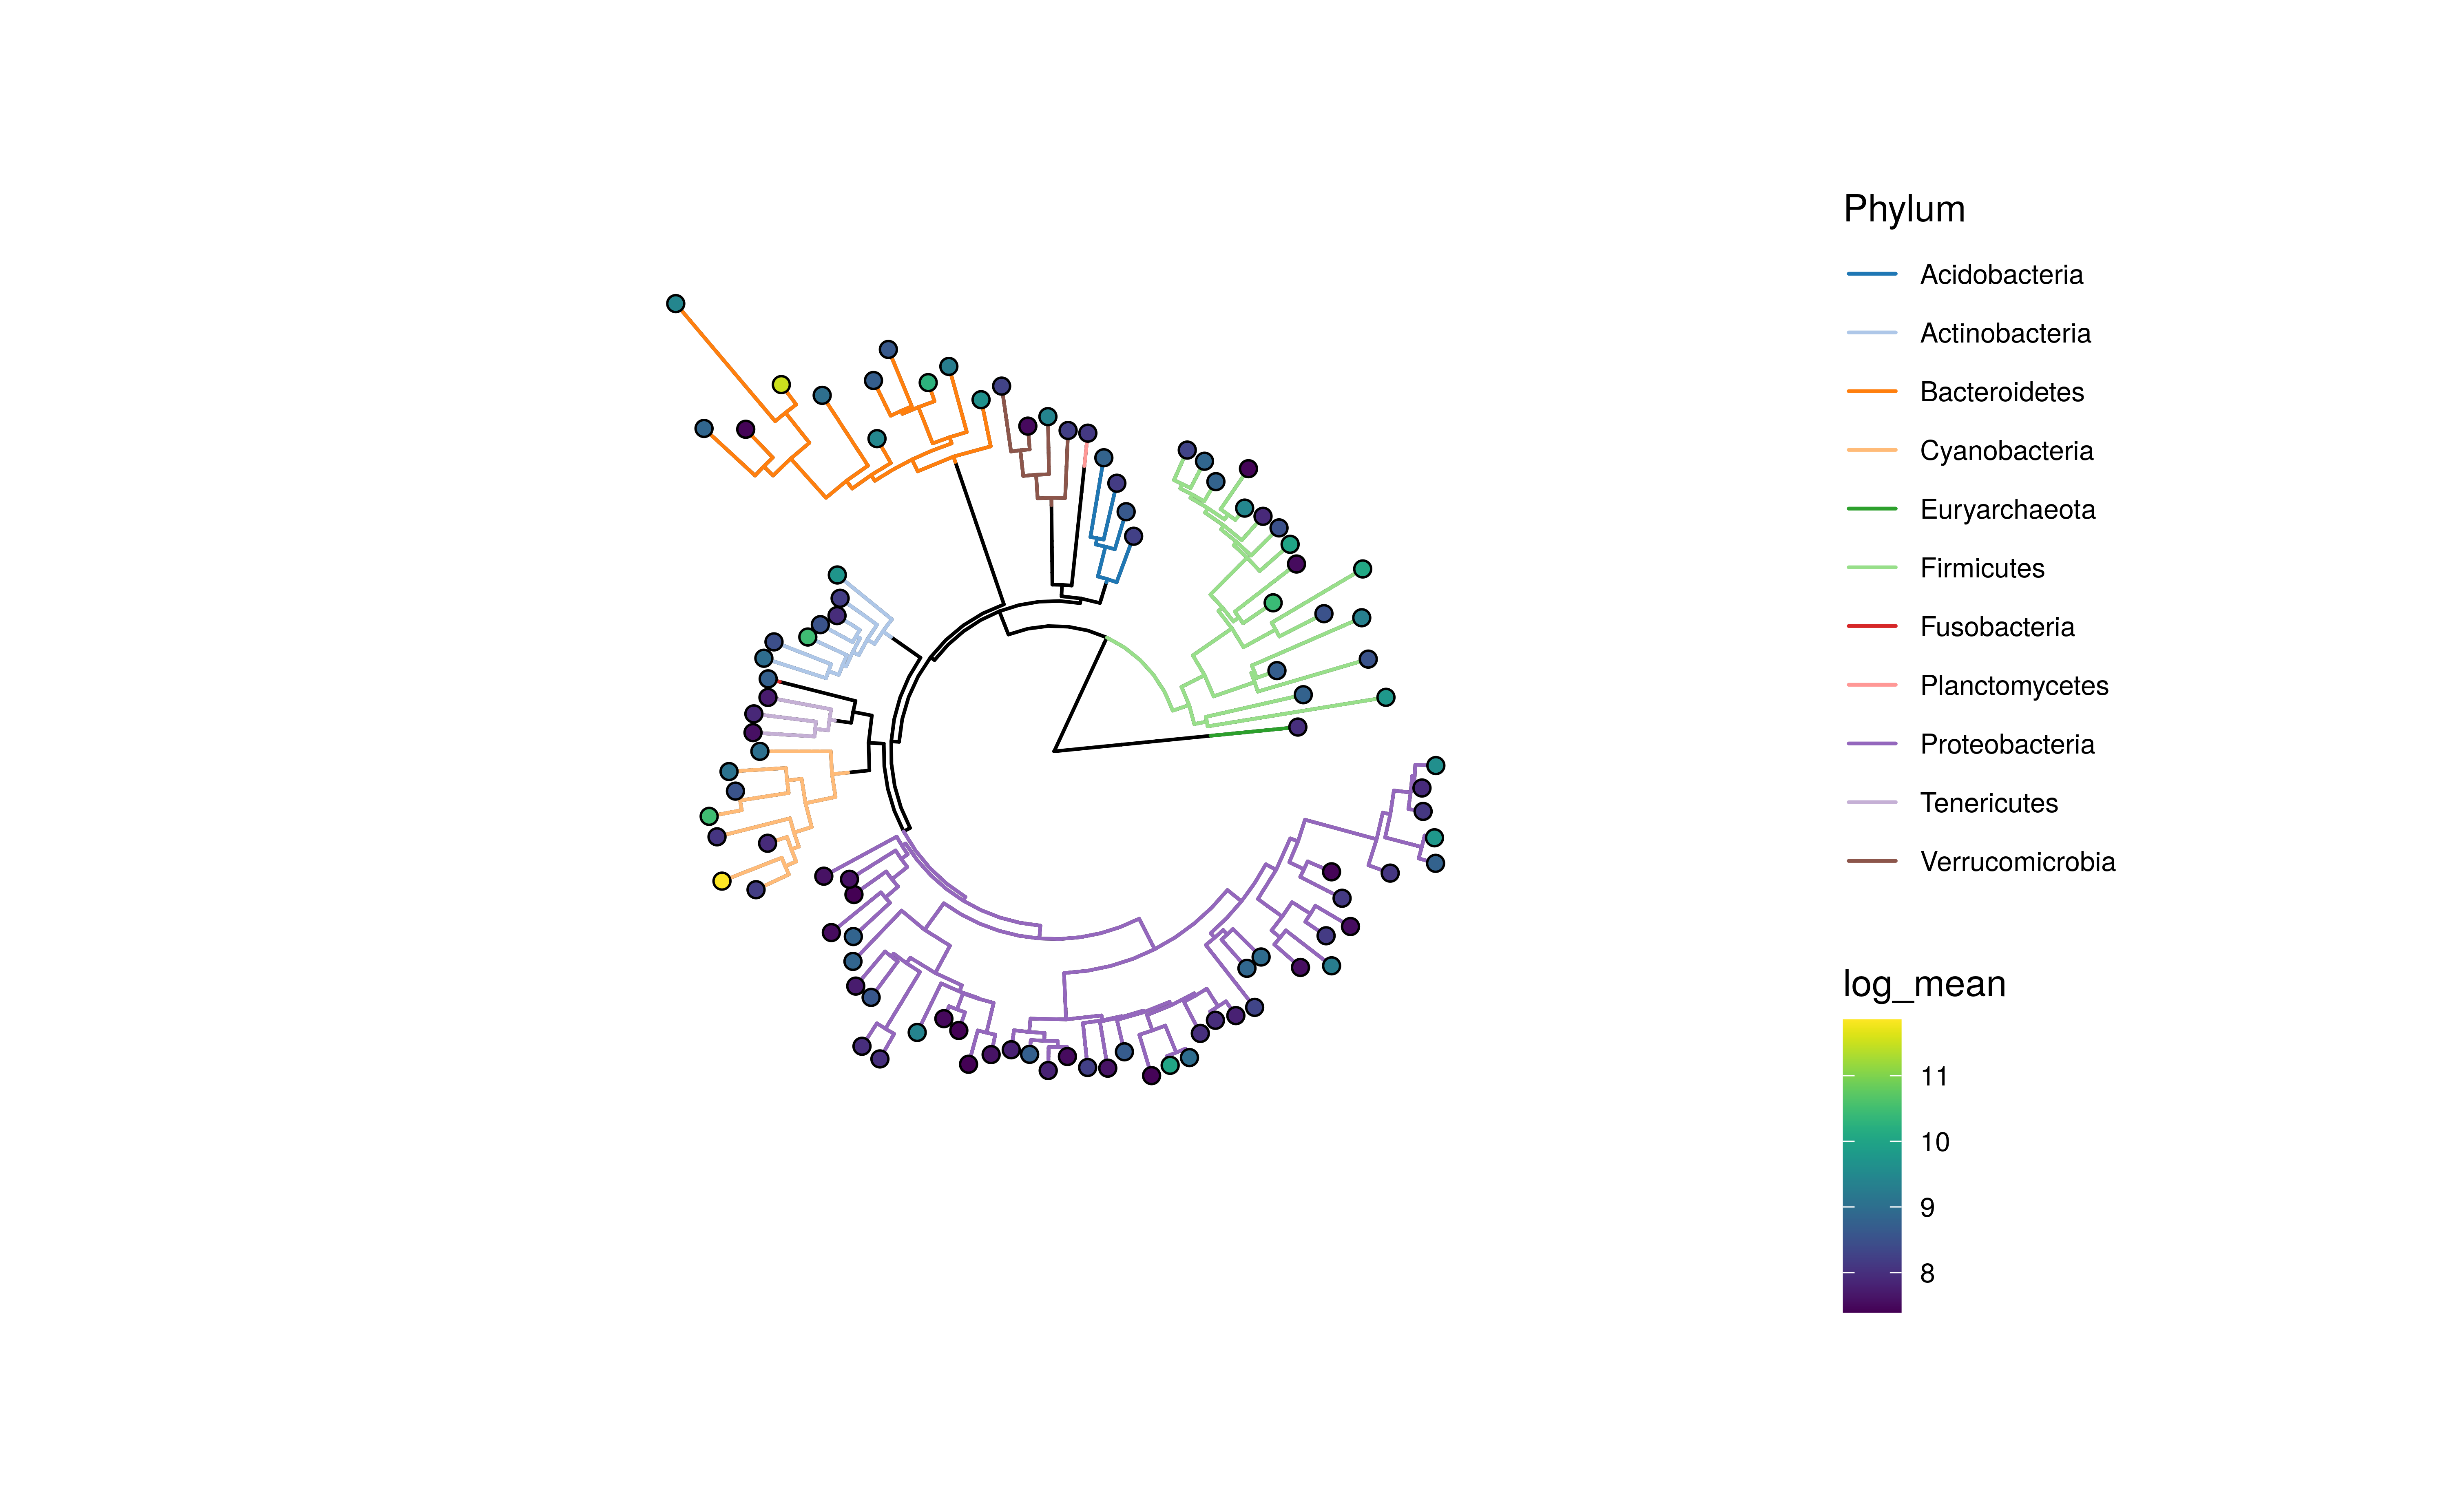 Phylum
Acidobacteria
Actinobacteria
Bacteroidetes
Cyanobacteria
Euryarchaeota
Firmicutes
Fusobacteria
Planctomycetes
Proteobacteria
Tenericutes
Verrucomicrobia
log_mean
11
10
9
8